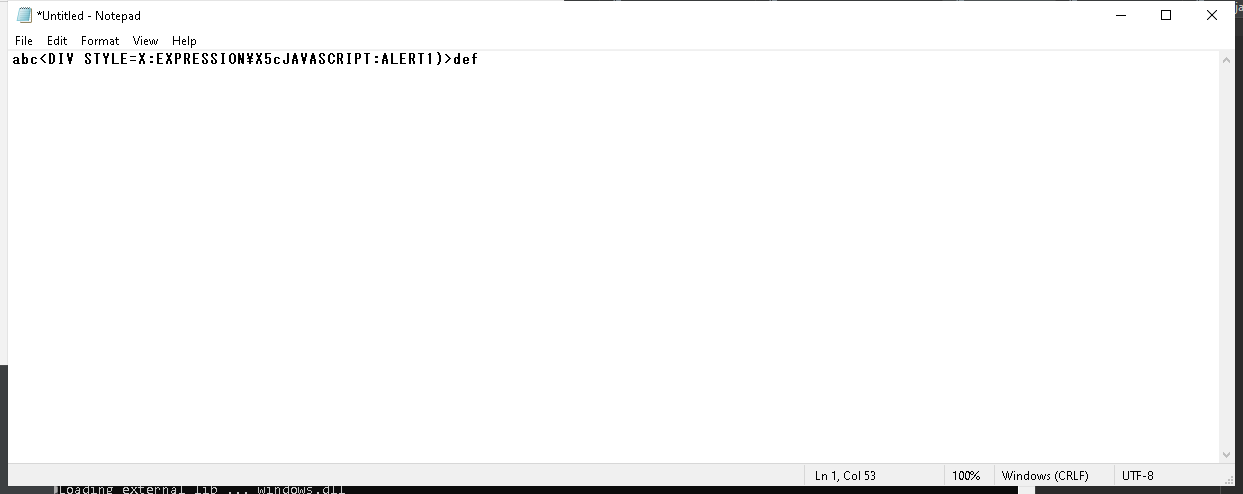 *Untitled - Notepad
File Edit Format View Help
abc<DIV STYLE=X:EXPRESSION¥X5cJAVASCRIPT:ALERT1)>def
Ln 1, Col 53 100% Windows (CRLF) UTF-8
Loading external lib ... windows.dll